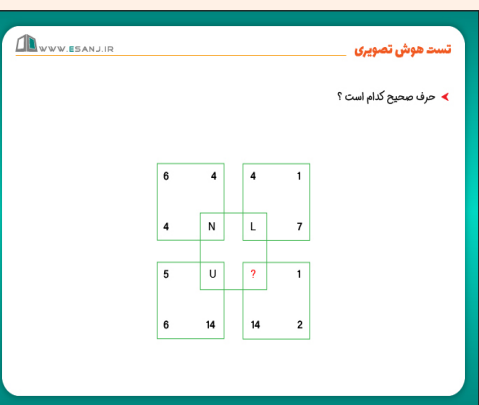 WWW.ESANJ.IR
تست هوش تصویری
حرف صحیح کدام است ؟
6 4 4 1
4 N L 7
5 U ? 1
6 14 14 2